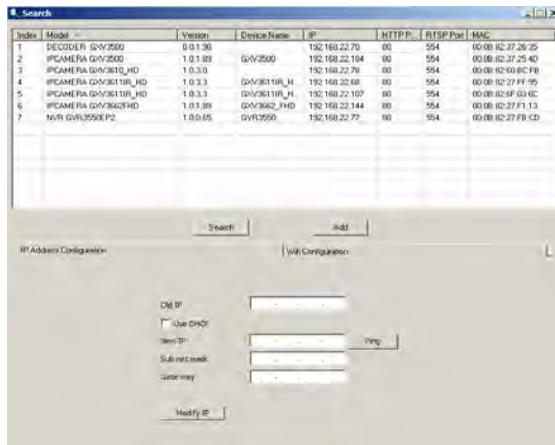 Search
Index Model Version Device Name IP HTTP P... RTSP Port MAC
1 DECODER GXV3500 0.0.1.90 192.168.22.70 80 554 00:0B:82:37:26:35
2 IPCAMERA GXV3500 1.0.1.89 GXV3500 192.168.22.184 80 554 00:0B:82:37:25:4D
3 IPCAMERA GXV3610_HD 1.0.3.0 192.168.22.78 80 554 00:0B:82:60:8C:FB
4 IPCAMERA GXV3611IR_HD 1.0.3.3 GXV3611IR_H... 192.168.22.68 80 554 00:0B:82:27:FF:95
5 IPCAMERA GXV3611IR_HD 1.0.3.3 GXV3611IR_H... 192.168.22.107 80 554 00:0B:82:6F:03:6C
6 IPCAMERA GXV3662FHD 1.0.1.89 GXV3662_FHD 192.168.22.144 80 554 00:0B:82:27:F1:13
7 NVR GVR3550EP2 1.0.0.65 GVR3550 192.168.22.77 80 554 00:0B:82:27:FB:CD
Search Add
IP Address Configuration Wifi Configuration
Old IP
Use DHCP
New IP Ping
Sub net mask
Gate way
Modify IP